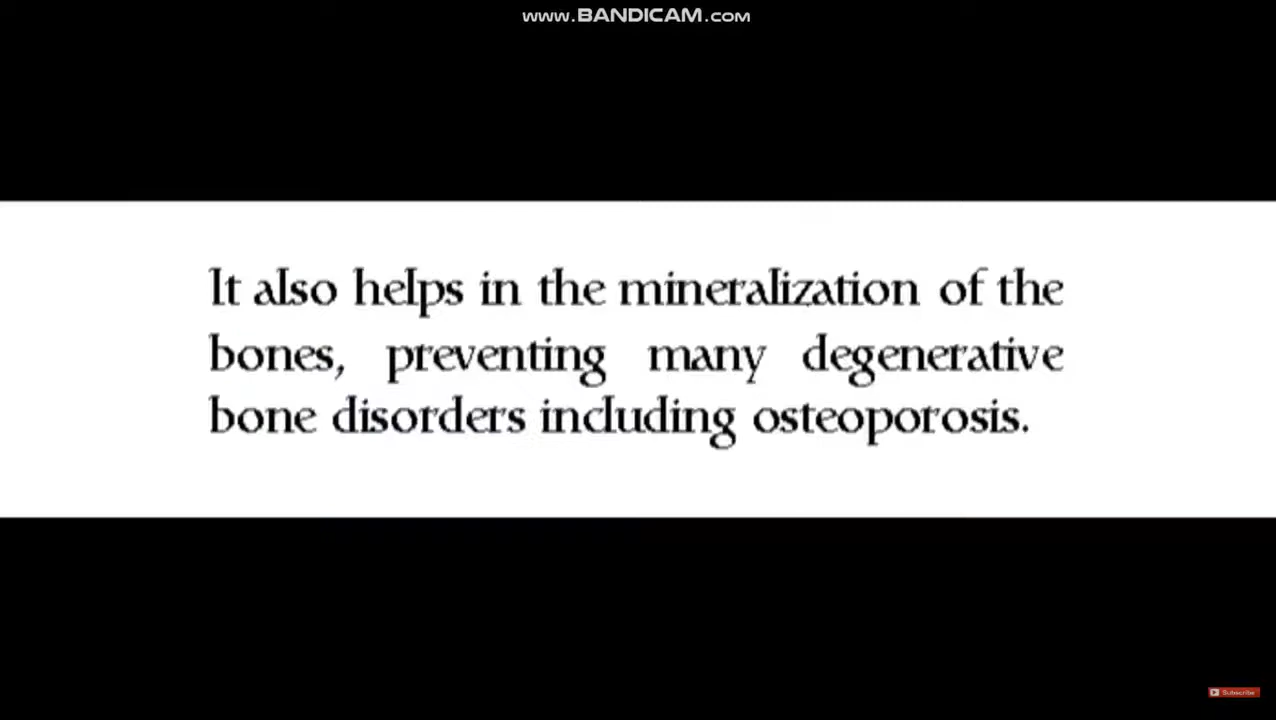 www.BANDICAM.COM
It also helps in the mineralization of the
bones, preventing many degenerative
bone disorders including osteoporosis.
Subscribe